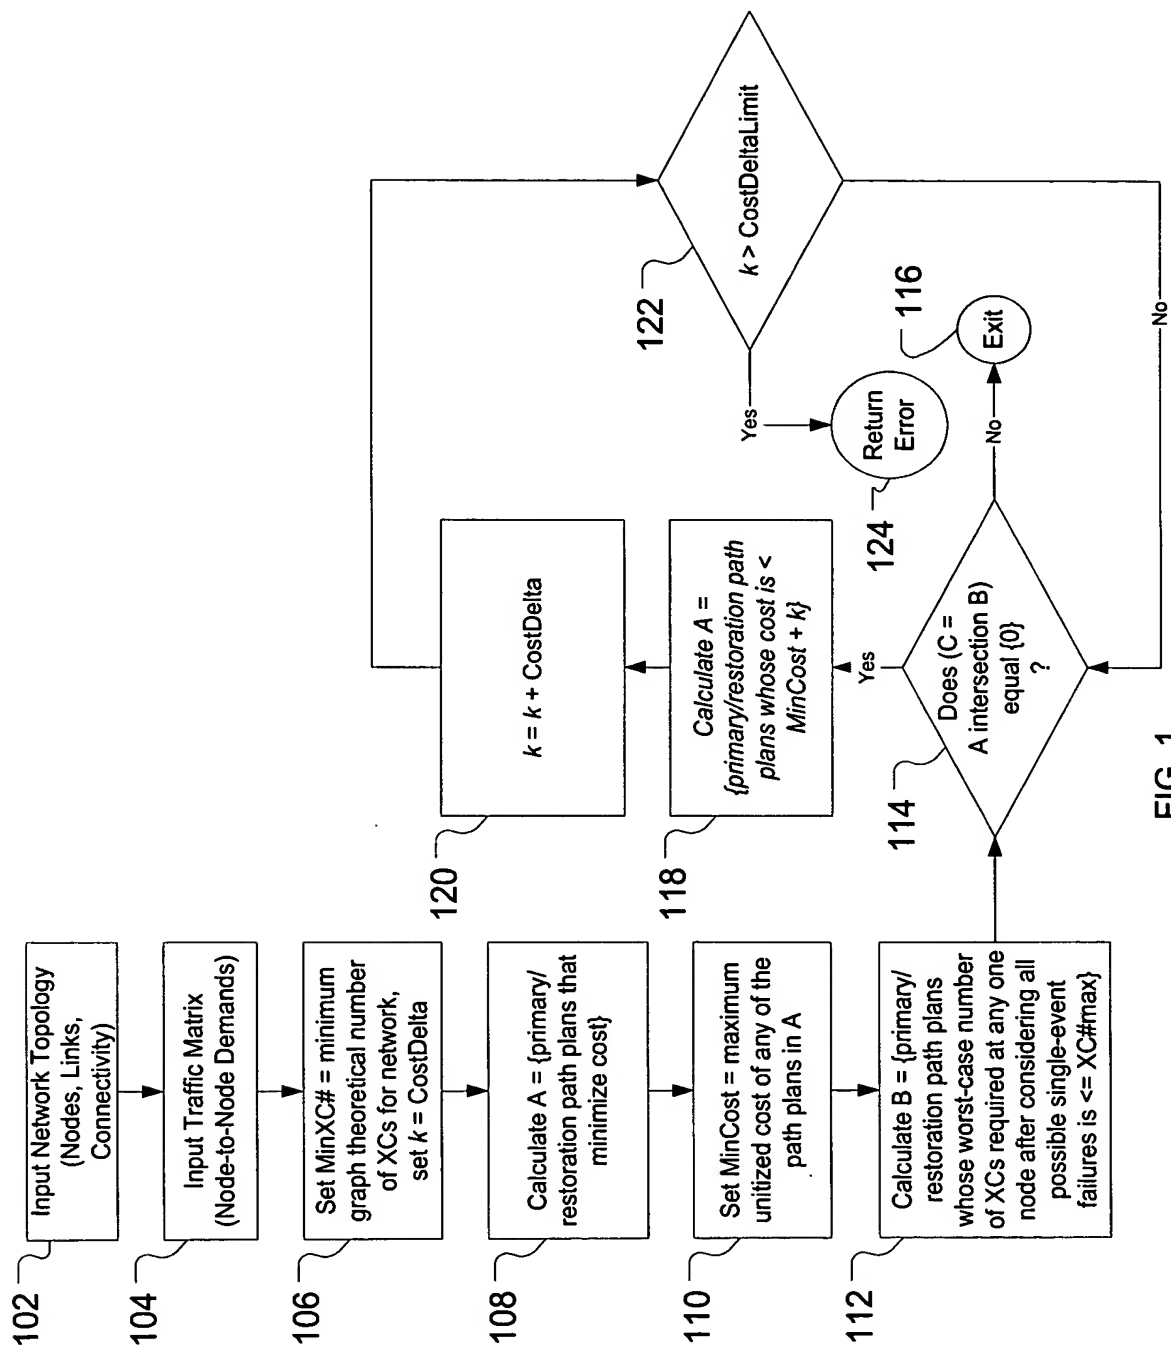 102
Input Network Topology
(Nodes, Links,
Connectivity)
104
Input Traffic Matrix
(Node-to-Node Demands)
106
Set MinXC# = minimum
graph theoretical number
of XCs for network,
set k = CostDelta
108
Calculate A = {primary/
restoration path plans that
minimize cost}
110
Set MinCost = maximum
unitized cost of any of the
path plans in A
112
Calculate B = {primary/
restoration path plans
whose worst-case number
of XCs required at any one
node after considering all
possible single-event
failures is <= XC#max}
114
Does (C =
A intersection B)
equal {0}
?
No
116
Exit
Yes
118
Calculate A =
{primary/restoration path
plans whose cost is <
MinCost + k}
120
k = k + CostDelta
122
k > CostDeltaLimit
Yes
124
Return
Error
No
FIG. 1